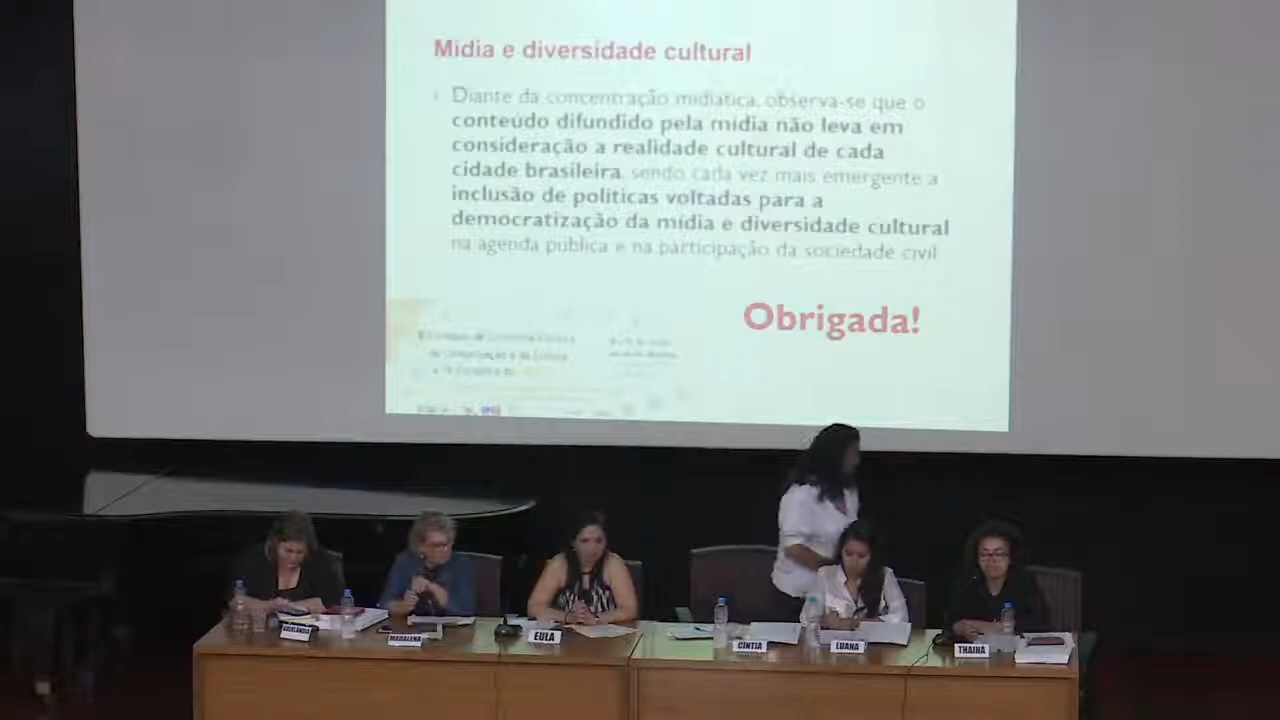 Mídia e diversidade cultural
Diante da concentração midiática, observa-se que o
conteúdo difundido pela mídia não leva em
consideração a realidade cultural de cada
cidade brasileira, sendo cada vez mais emergente a
inclusão de políticas voltadas para a
democratização da mídia e diversidade cultural
na agenda pública e na participação da sociedade civil
Obrigada!
MADALENA
EULA
CÍNTIA
LUANA
THAINÁ